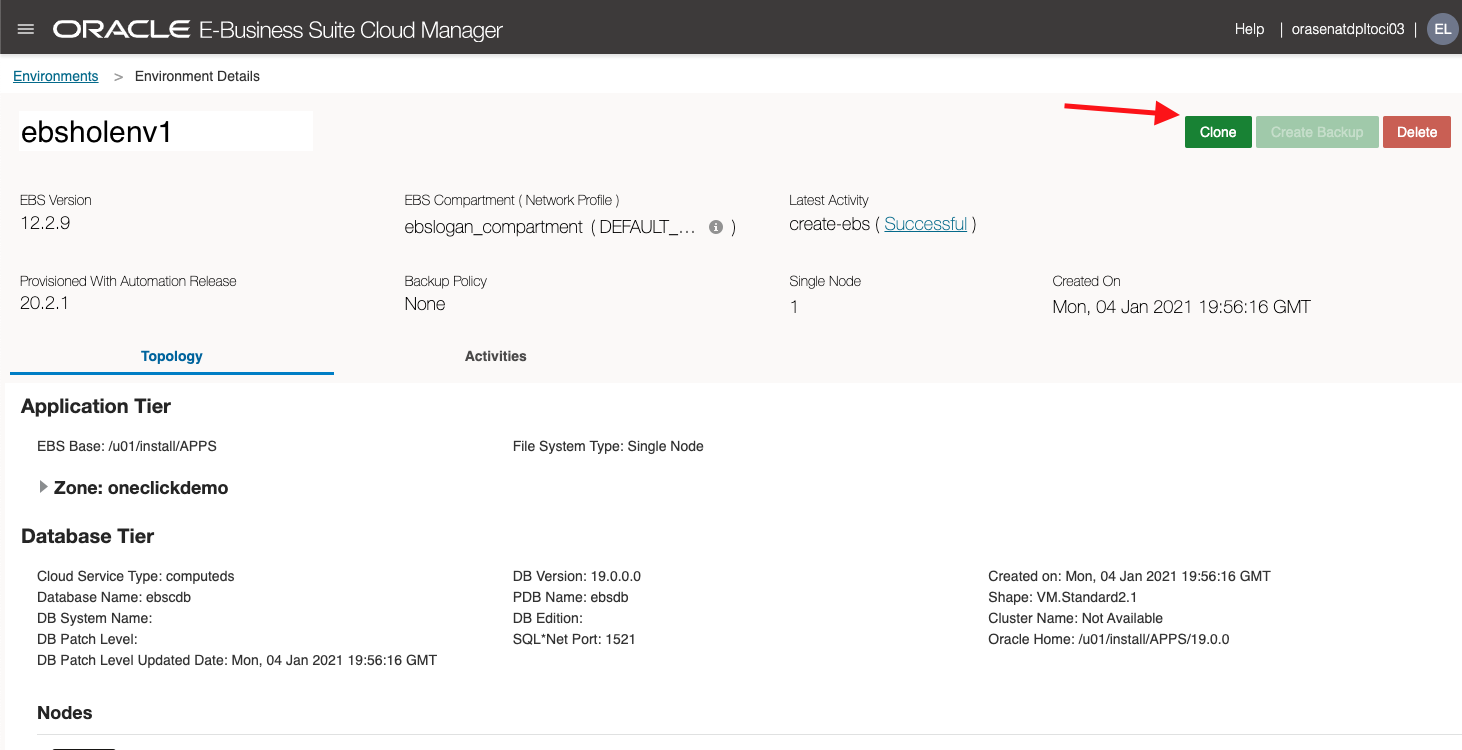 ORACLE E-Business Suite Cloud Manager Help | orasenatdpltoci03 | EL
Environments > Environment Details
ebsholenv1
Clone Create Backup Delete
EBS Version EBS Compartment ( Network Profile ) Latest Activity
12.2.9 ebslogan_compartment ( DEFAULT_... i ) create-ebs ( Successful )
Provisioned With Automation Release Backup Policy Single Node Created On
20.2.1 None 1 Mon, 04 Jan 2021 19:56:16 GMT
Topology Activities
Application Tier
EBS Base: /u01/install/APPS File System Type: Single Node
Zone: oneclickdemo
Database Tier
Cloud Service Type: computeds DB Version: 19.0.0.0 Created on: Mon, 04 Jan 2021 19:56:16 GMT
Database Name: ebscdb PDB Name: ebsdb Shape: VM.Standard2.1
DB System Name: DB Edition: Cluster Name: Not Available
DB Patch Level: SQL*Net Port: 1521 Oracle Home: /u01/install/APPS/19.0.0
DB Patch Level Updated Date: Mon, 04 Jan 2021 19:56:16 GMT
Nodes